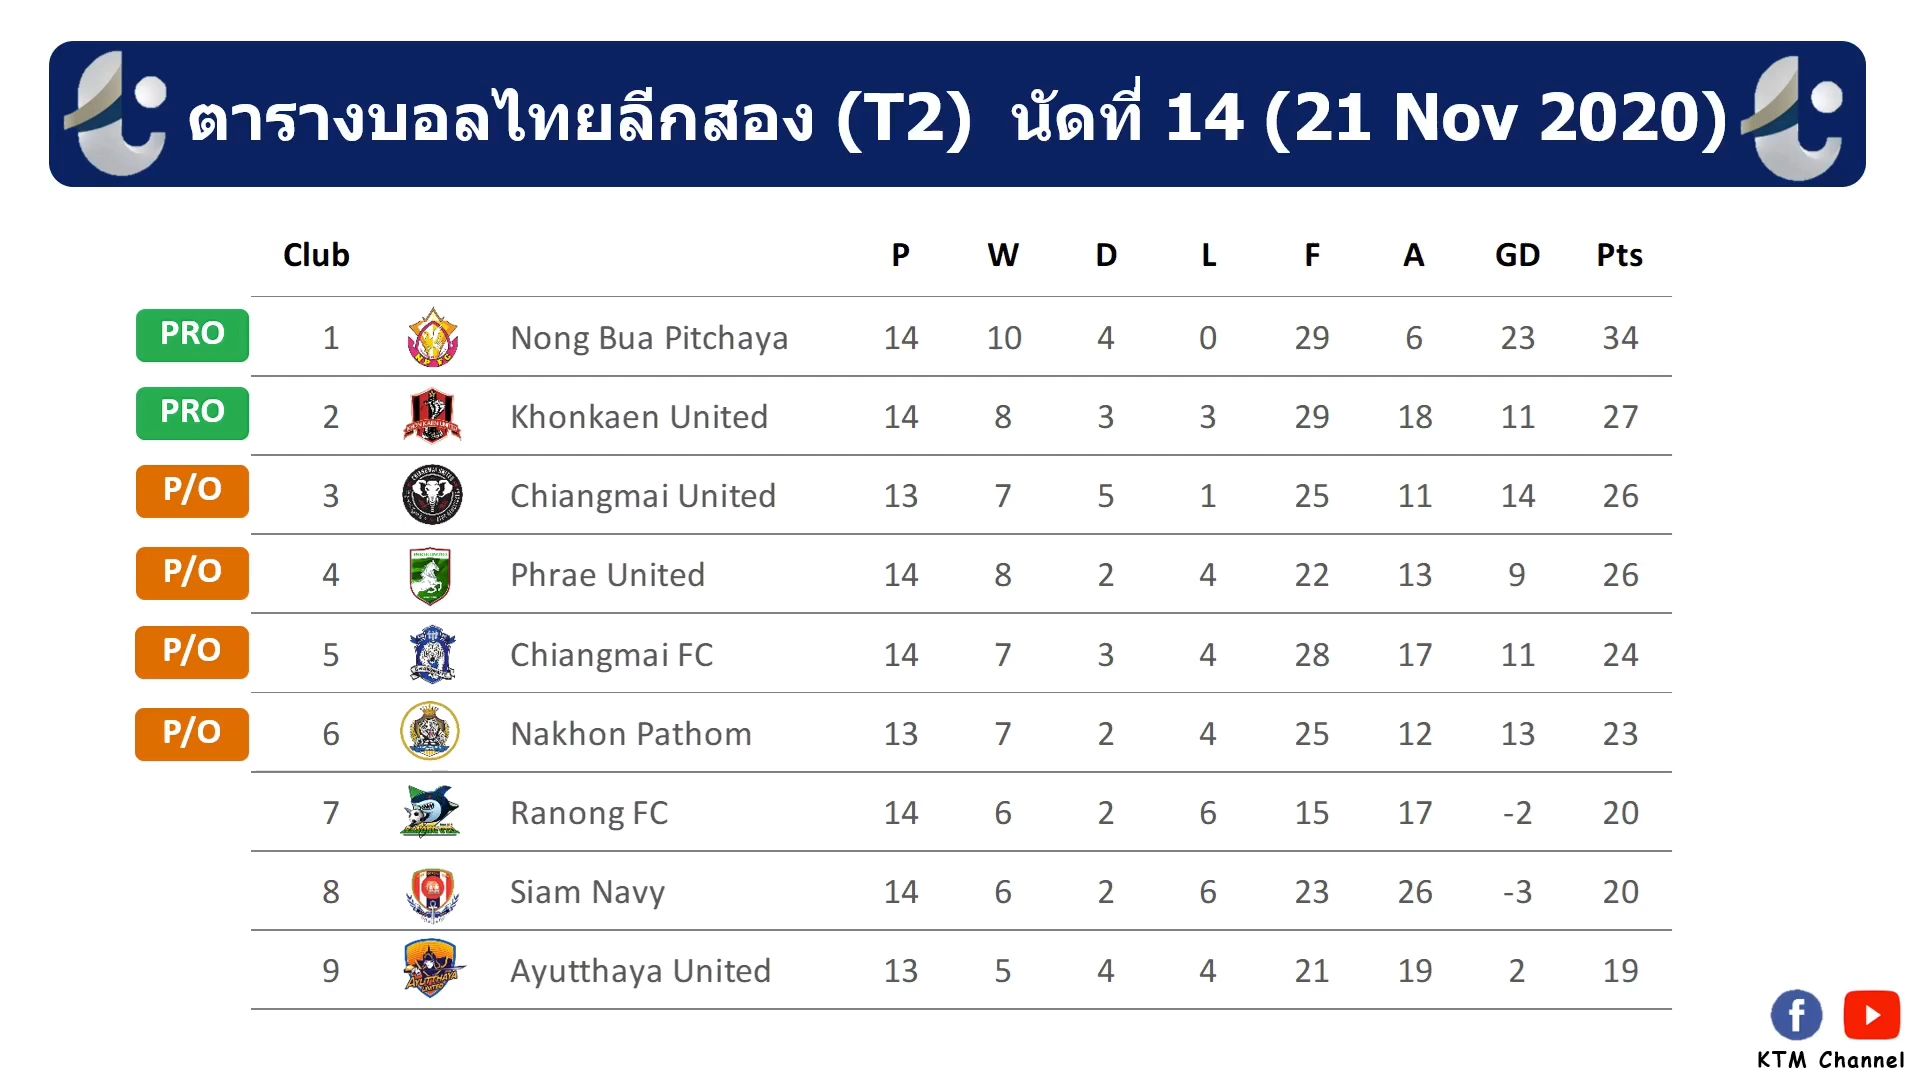 ตารางบอลไทยลีกสอง (T2) นัดที่ 14 (21 Nov 2020)
Club P W D L F A GD Pts
PRO 1 Nong Bua Pitchaya 14 10 4 0 29 6 23 34
PRO 2 Khonkaen United 14 8 3 3 29 18 11 27
P/O 3 Chiangmai United 13 7 5 1 25 11 14 26
P/O 4 Phrae United 14 8 2 4 22 13 9 26
P/O 5 Chiangmai FC 14 7 3 4 28 17 11 24
P/O 6 Nakhon Pathom 13 7 2 4 25 12 13 23
7 Ranong FC 14 6 2 6 15 17 -2 20
8 Siam Navy 14 6 2 6 23 26 -3 20
9 Ayutthaya United 13 5 4 4 21 19 2 19
KTM Channel